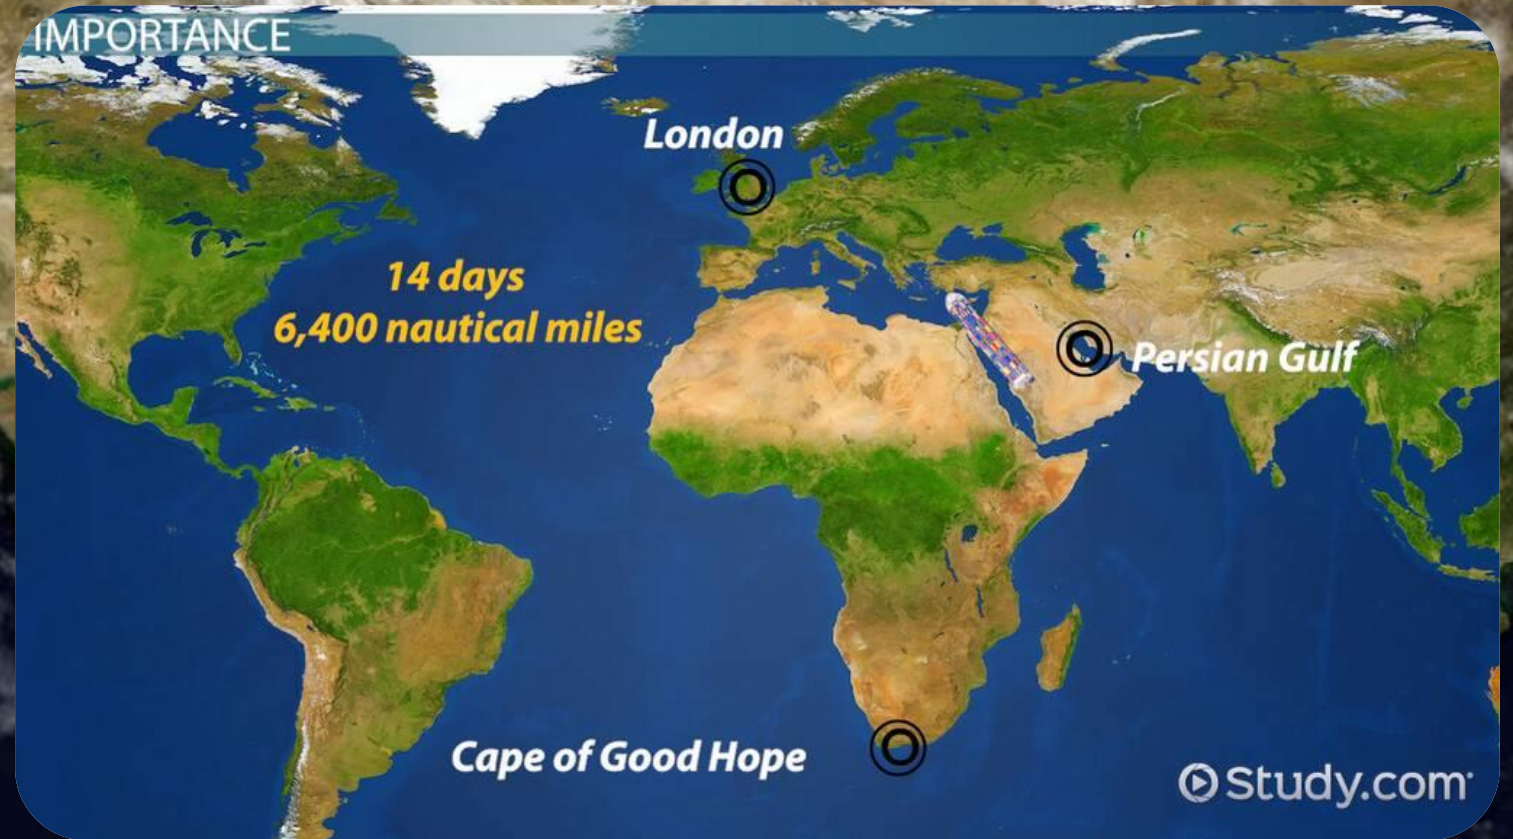 IMPORTANCE
London
14 days
6,400 nautical miles
Persian Gulf
Cape of Good Hope
Study.com